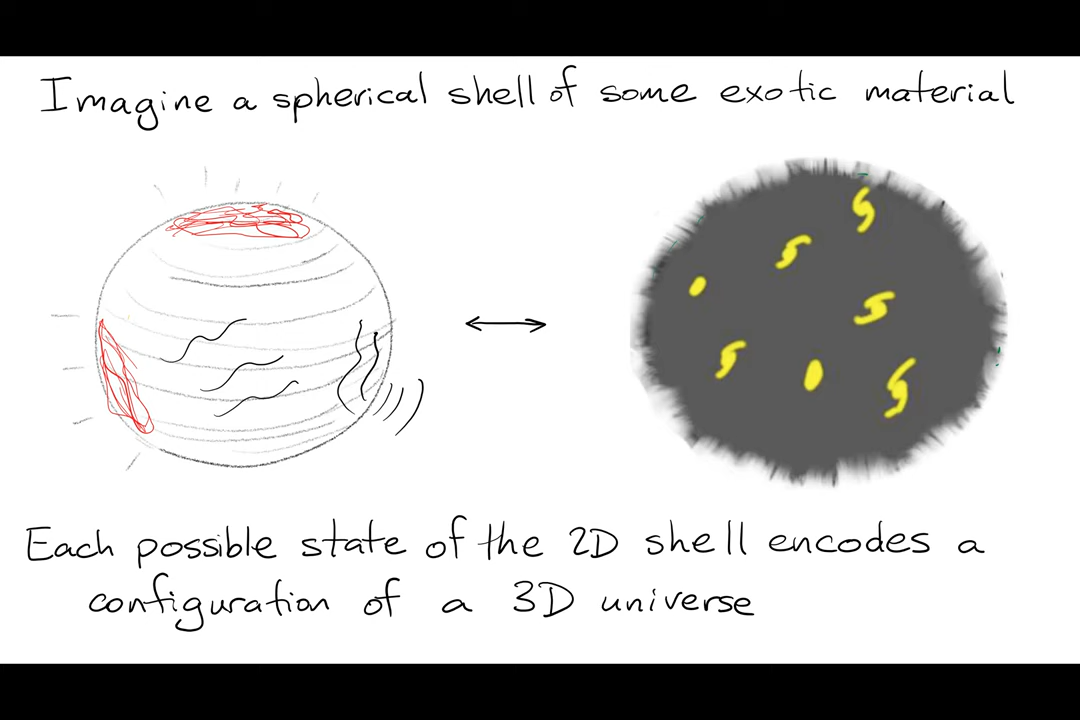 Imagine a spherical shell of some exotic material
Each possible state of the 2D shell encodes a
configuration of a 3D universe